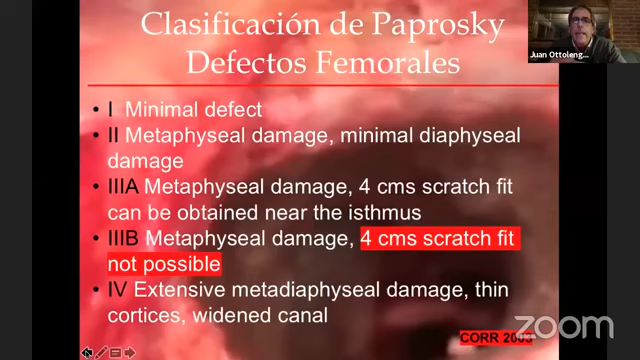 Clasificación de Paprosky
Defectos Femorales
• I Minimal defect
• II Metaphyseal damage, minimal diaphyseal
damage
• IIIA Metaphyseal damage, 4 cms scratch fit
can be obtained near the isthmus
• IIIB Metaphyseal damage, 4 cms scratch fit
not possible
• IV Extensive metadiaphyseal damage, thin
cortices, widened canal
CORR
zoom
Juan Ottoleng...